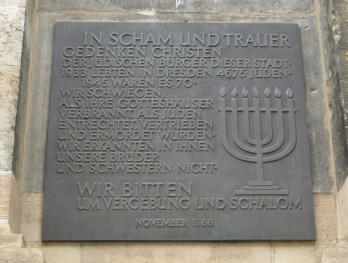 IN SCHAM UND TRAUER
GEDENKEN CHRISTEN
DER JÜDISCHEN BÜRGER DIESER STADT·
1933 LEBTEN IN DRESDEN 4675 JUDEN·
1945 WAREN ES 70·
WIR SCHWIEGEN,
ALS IHRE GOTTESHÄUSER
VERBRANNT, ALS JUDEN
ENTRECHTET, VERTRIEBEN
UND ERMORDET WURDEN.
WIR ERKANNTEN IN IHNEN
UNSERE BRÜDER
UND SCHWESTERN NICHT·
WIR BITTEN
UM VERGEBUNG UND SCHALOM.
NOVEMBER 1988